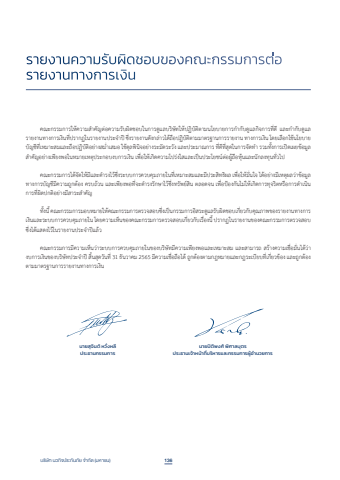 รายงานความรับผิดชอบของคณะกรรมการต่อ
รายงานทางการเงิน
คณะกรรมการให้ความสำคัญต่อความรับผิดชอบในการดูแลบริษัทให้ปฏิบัติตามนโยบายการกำกับดูแลกิจการที่ดี และกำกับดูแล
รายงานทางการเงินที่ปรากฏในรายงานประจำปี ซึ่งรายงานดังกล่าวได้ถือปฏิบัติตามมาตรฐานการรายงานทางการเงิน โดยเลือกใช้นโยบาย
บัญชีที่เหมาะสมและถือปฏิบัติอย่างสม่ำเสมอ ใช้ดุลพินิจอย่างระมัดระวัง และประมาณการ ที่ดีที่สุดในการจัดทำ รวมทั้งการเปิดเผยข้อมูล
สำคัญอย่างเพียงพอในหมายเหตุประกอบงบการเงิน เพื่อให้เกิดความโปร่งใสและเป็นประโยชน์ต่อผู้ถือหุ้นและนักลงทุนทั่วไป
คณะกรรมการได้จัดให้มีและดำรงไว้ซึ่งระบบการควบคุมภายในที่เหมาะสมและมีประสิทธิผล เพื่อให้มั่นใจ ได้อย่างมีเหตุผลว่าข้อมูล
ทางการบัญชีมีความถูกต้อง ครบถ้วน และเพียงพอที่จะดำรงรักษาไว้ซึ่งทรัพย์สิน ตลอดจน เพื่อป้องกันไม่ให้เกิดการทุจริตหรือการดำเนิน
การที่ผิดปกติอย่างมีสาระสำคัญ
ทั้งนี้ คณะกรรมการมอบหมายให้คณะกรรมการตรวจสอบซึ่งเป็นกรรมการอิสระดูแลรับผิดชอบเกี่ยวกับคุณภาพของรายงานทางการ
เงินและระบบการควบคุมภายใน โดยความเห็นของคณะกรรมการตรวจสอบเกี่ยวกับเรื่องนี้ ปรากฏในรายงานของคณะกรรมการตรวจสอบ
ซึ่งได้แสดงไว้ในรายงานประจำปีแล้ว
คณะกรรมการมีความเห็นว่าระบบการควบคุมภายในของบริษัทมีความเพียงพอและเหมาะสม และสามารถ สร้างความเชื่อมั่นได้ว่า
งบการเงินของบริษัทประจำปี สิ้นสุดวันที่ 31 ธันวาคม 2565 มีความเชื่อถือได้ ถูกต้องตามกฎหมายและกฎระเบียบที่เกี่ยวข้อง และถูกต้อง
ตามมาตรฐานการรายงานทางการเงิน
นายสุจินต์ หวั่งหลี
ประธานกรรมการ
นายปิติพงศ์ พิศาลบุตร
ประธานเจ้าหน้าที่บริหารและกรรมการผู้อำนวยการ
บริษัท นวกิจประกันภัย จำกัด (มหาชน)
136